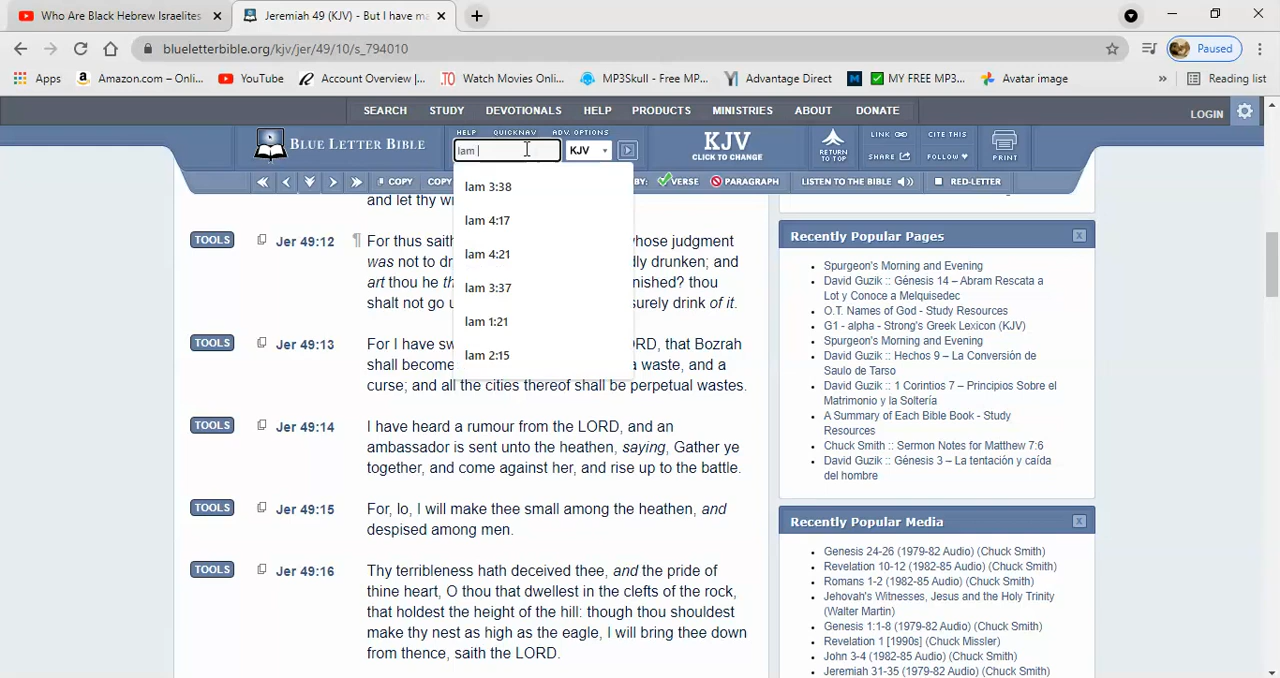 Who Are Black Hebrew Israelites
Jeremiah 49 (KJV) - But I have ma
blueletterbible.org/kjv/jer/49/10/s_794010
Paused
Apps
Amazon.com – Onli...
YouTube
Account Overview |...
Watch Movies Onli...
MP3Skull - Free MP...
Advantage Direct
MY FREE MP3...
Avatar image
»
Reading list
SEARCH STUDY DEVOTIONALS HELP PRODUCTS MINISTRIES ABOUT DONATE
LOGIN
BLUE LETTER BIBLE
HELP QUICKNAV ADV. OPTIONS
lam
KJV
KJV
CLICK TO CHANGE
RETURN
TO TOP
LINK
SHARE
CITE THIS
FOLLOW
PRINT
COPY
COPY
BY:
VERSE
PARAGRAPH
LISTEN TO THE BIBLE
RED-LETTER
lam 3:38
lam 4:17
lam 4:21
lam 3:37
lam 1:21
lam 2:15
and let thy
TOOLS Jer 49:12 ¶ For thus saith whose judgment
was not to drunken; and
art thou he
shalt not go surely drink of it.
TOOLS Jer 49:13 For I have that Bozrah
shall become a waste, and a
curse; and all the cities thereof shall be perpetual wastes.
TOOLS Jer 49:14 I have heard a rumour from the LORD, and an
ambassador is sent unto the heathen, saying, Gather ye
together, and come against her, and rise up to the battle.
TOOLS Jer 49:15 For, lo, I will make thee small among the heathen, and
despised among men.
TOOLS Jer 49:16 Thy terribleness hath deceived thee, and the pride of
thine heart, O thou that dwellest in the clefts of the rock,
that holdest the height of the hill: though thou shouldest
make thy nest as high as the eagle, I will bring thee down
from thence, saith the LORD.
Recently Popular Pages
Spurgeon's Morning and Evening
David Guzik :: Génesis 14 – Abram Rescata a
Lot y Conoce a Melquisedec
O.T. Names of God - Study Resources
G1 - alpha - Strong's Greek Lexicon (KJV)
Spurgeon's Morning and Evening
David Guzik :: Hechos 9 – La Conversión de
Saulo de Tarso
David Guzik :: 1 Corintios 7 – Principios Sobre el
Matrimonio y la Soltería
A Summary of Each Bible Book - Study
Resources
Chuck Smith :: Sermon Notes for Matthew 7:6
David Guzik :: Génesis 3 – La tentación y caída
del hombre
Recently Popular Media
Genesis 24-26 (1979-82 Audio) (Chuck Smith)
Revelation 10-12 (1982-85 Audio) (Chuck Smith)
Romans 1-2 (1982-85 Audio) (Chuck Smith)
Jehovah's Witnesses, Jesus and the Holy Trinity
(Walter Martin)
Genesis 1:1-8 (1979-82 Audio) (Chuck Smith)
Revelation 1 [1990s] (Chuck Missler)
John 3-4 (1982-85 Audio) (Chuck Smith)
Jeremiah 31-35 (1979-82 Audio) (Chuck Smith)